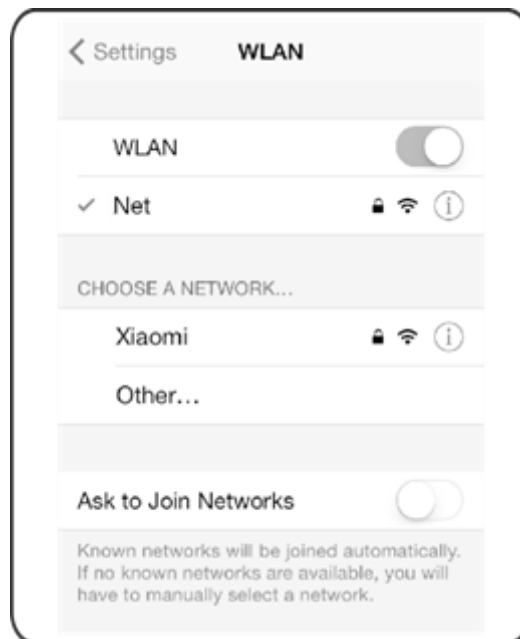 Settings WLAN
WLAN
Net
CHOOSE A NETWORK...
Xiaomi
Other...
Ask to Join Networks
Known networks will be joined automatically.
If no known networks are available, you will
have to manually select a network.